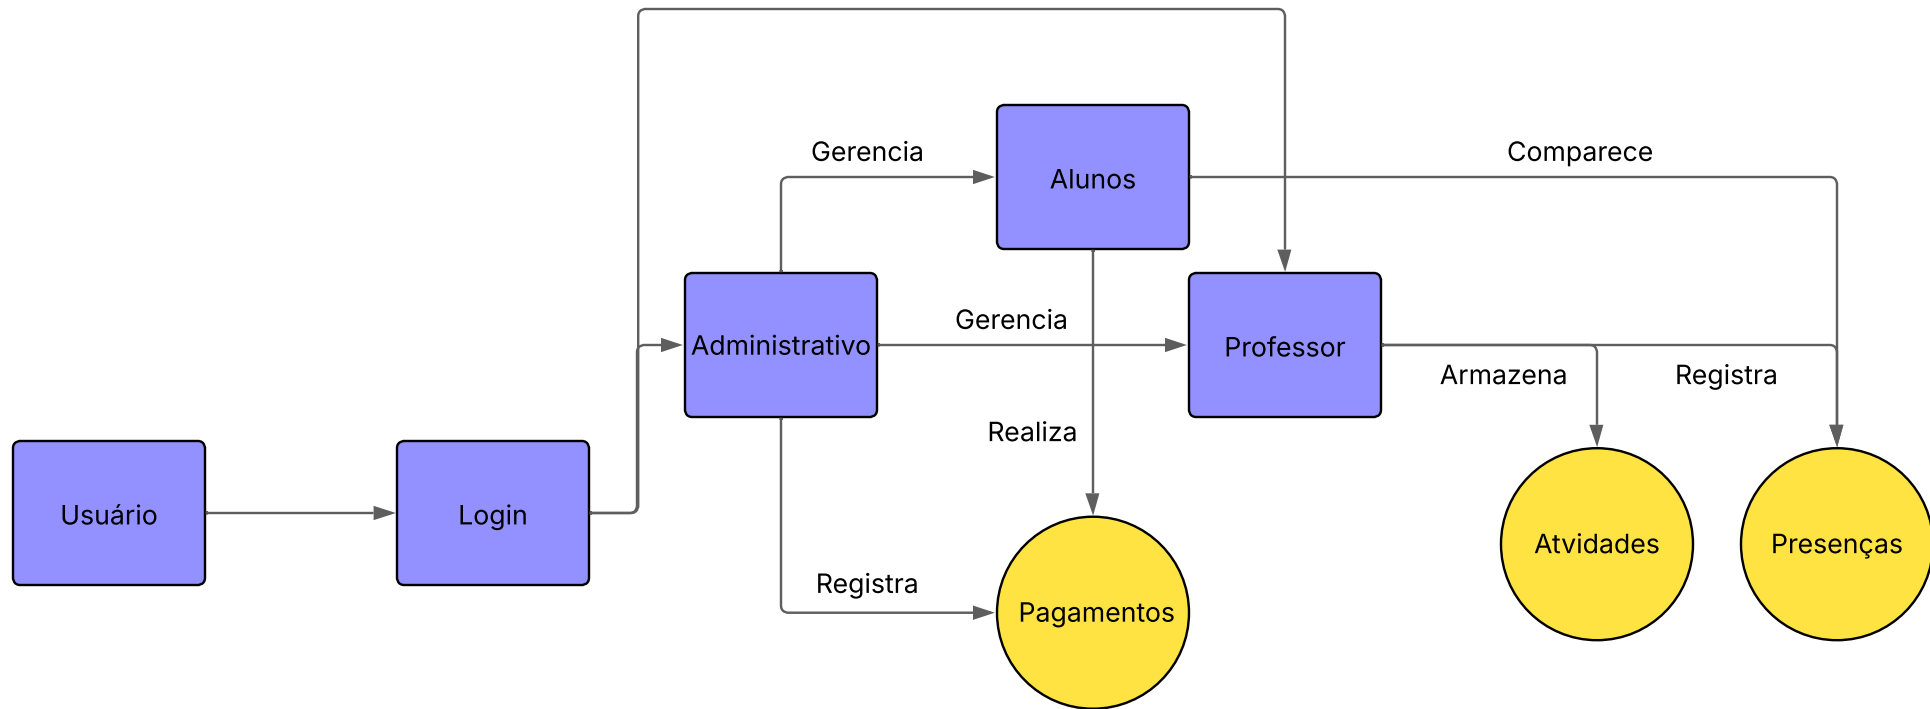 Gerencia
Comparece
Alunos
Gerencia
Administrativo
Professor
Armazena
Registra
Realiza
Usuário
Login
Atvidades
Presenças
Registra
Pagamentos